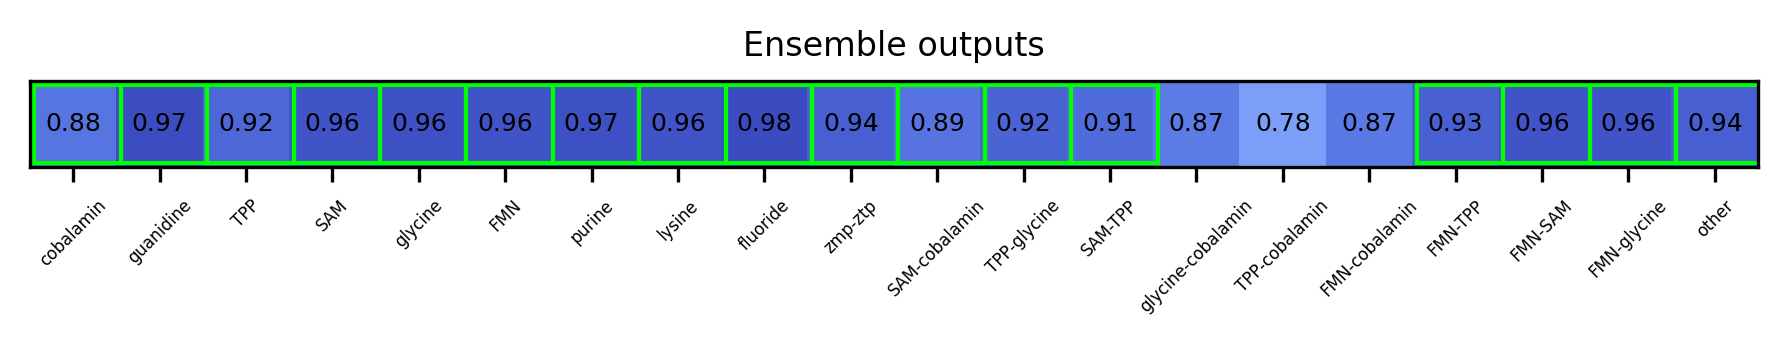 Ensemble outputs
0.88 0.97 0.92 0.96 0.96 0.96 0.97 0.96 0.98 0.94 0.89 0.92 0.91 0.87 0.78 0.87 0.93 0.96 0.96 0.94
cobalamin guanidine TPP SAM glycine FMN purine lysine fluoride zmp-ztp SAM-cobalamin TPP-glycine SAM-TPP glycine-cobalamin TPP-cobalamin FMN-cobalamin FMN-TPP FMN-SAM FMN-glycine other